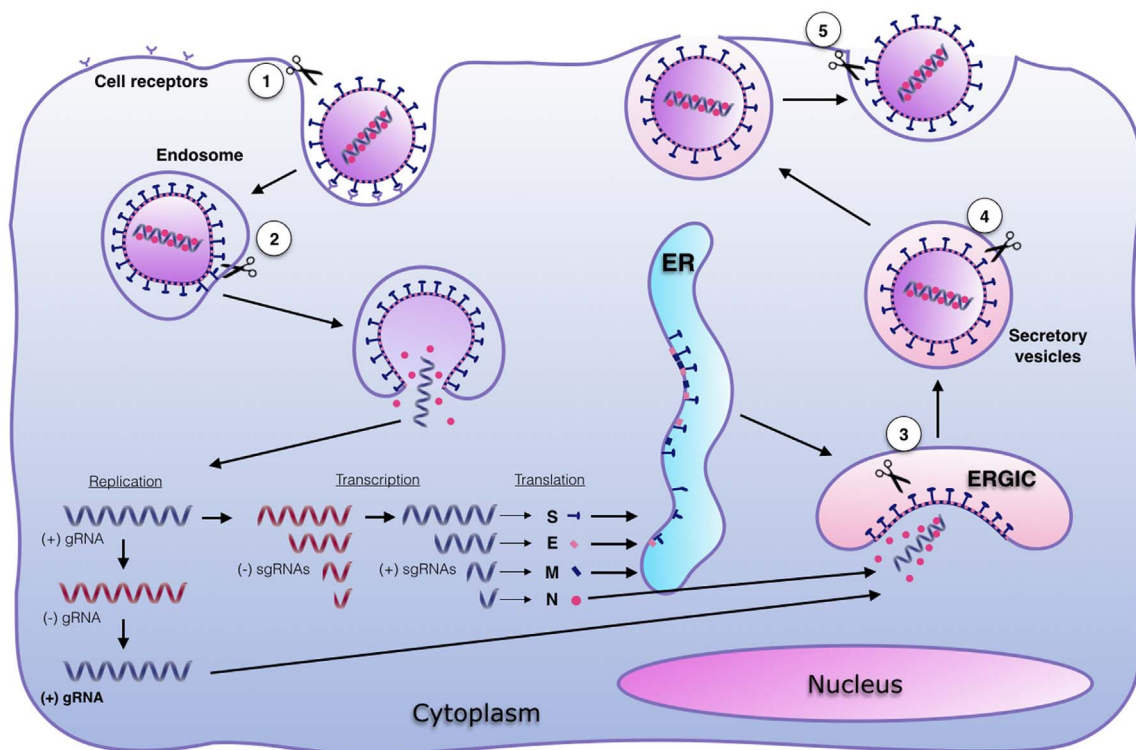 5
1
Cell receptors
Endosome
2
4
ER
Secretory
vesicles
3
ERGIC
Replication
Transcription
Translation
S
(+) gRNA
E
(-) sgRNAs
(+) sgRNAs
M
N
(-) gRNA
(+) gRNA
Nucleus
Cytoplasm